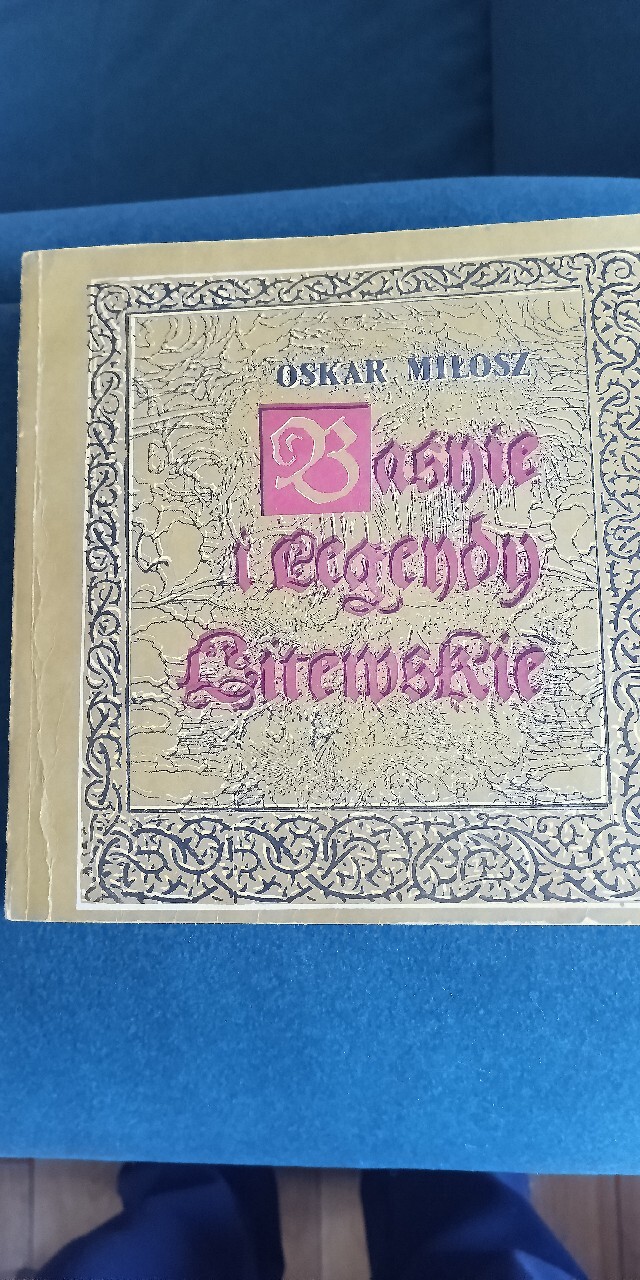 OSKAR MIŁOSZ
Baśnie
i Legendy
Litewskie